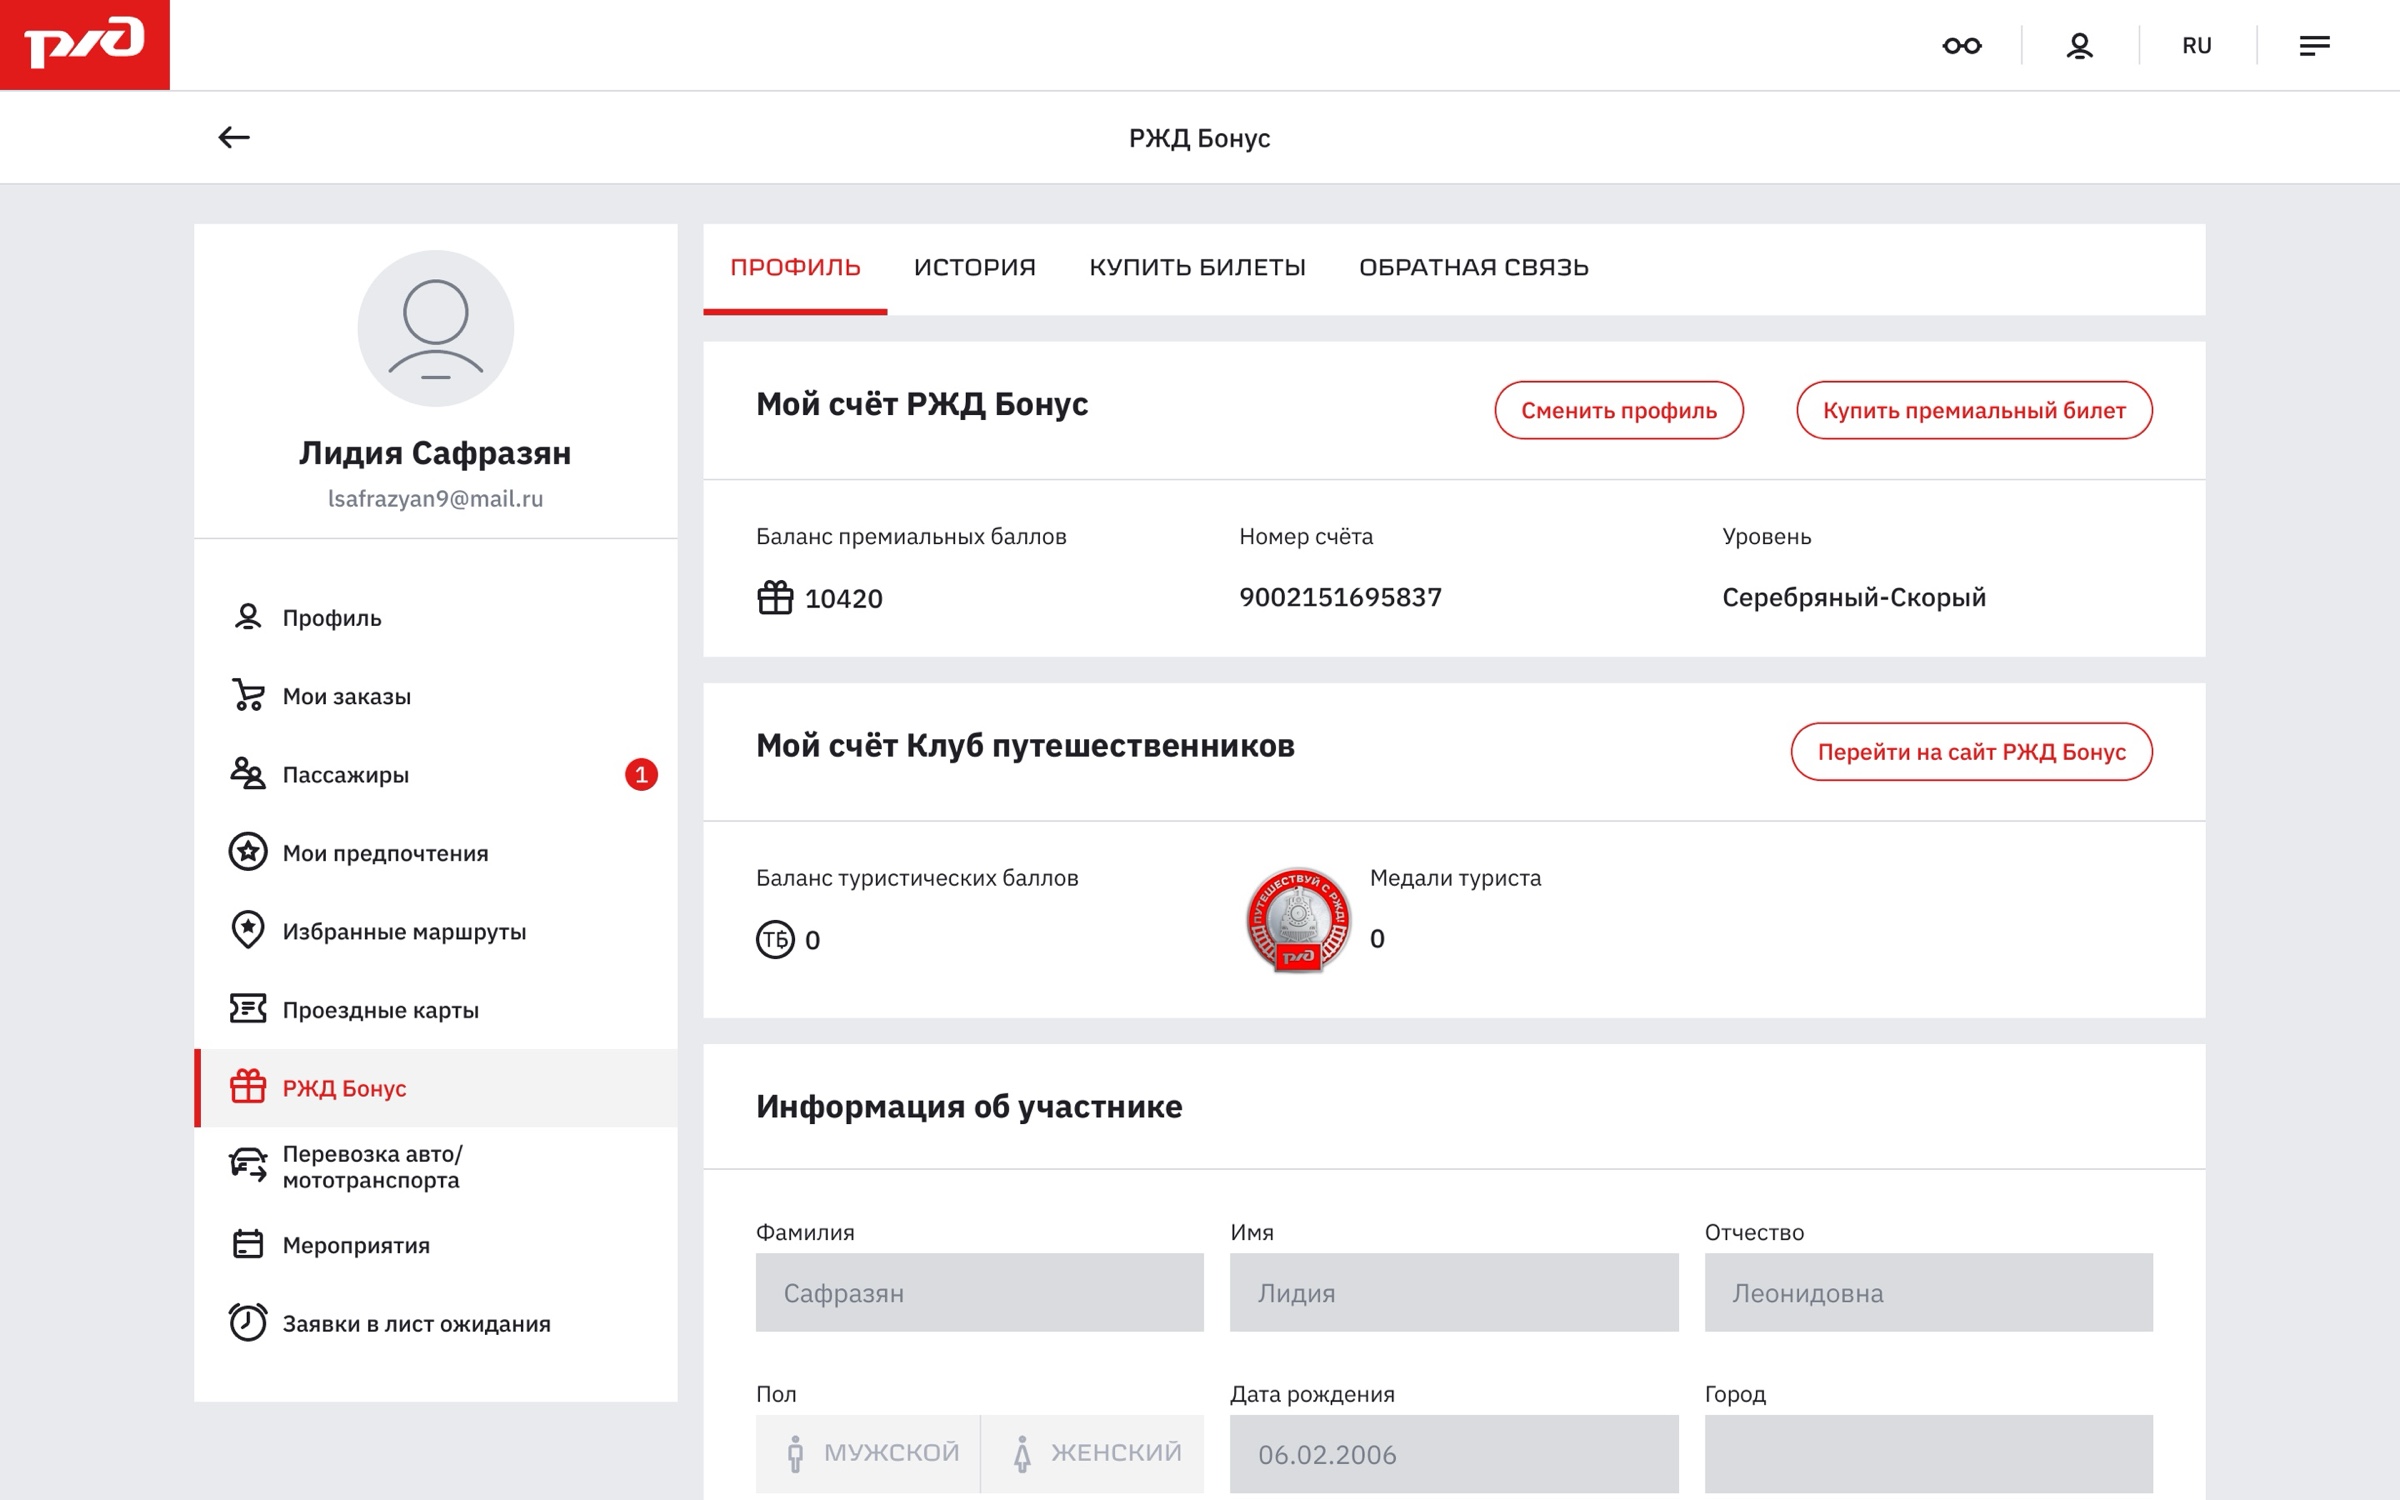 РЖД
RU
РЖД Бонус
Лидия Сафразян
lsafrazyan9@mail.ru
Профиль
Мои заказы
Пассажиры
1
Мои предпочтения
Избранные маршруты
Проездные карты
РЖД Бонус
Перевозка авто/
мототранспорта
Мероприятия
Заявки в лист ожидания
ПРОФИЛЬ
ИСТОРИЯ
КУПИТЬ БИЛЕТЫ
ОБРАТНАЯ СВЯЗЬ
Мой счёт РЖД Бонус
Сменить профиль
Купить премиальный билет
Баланс премиальных баллов
Номер счёта
Уровень
10420
9002151695837
Серебряный-Скорый
Мой счёт Клуб путешественников
Перейти на сайт РЖД Бонус
Баланс туристических баллов
ТБ 0
ПУТЕШЕСТВУЙ С РЖД!
РЖД
Медали туриста
0
Информация об участнике
Фамилия
Имя
Отчество
Сафразян
Лидия
Леонидовна
Пол
Дата рождения
Город
МУЖСКОЙ
ЖЕНСКИЙ
06.02.2006